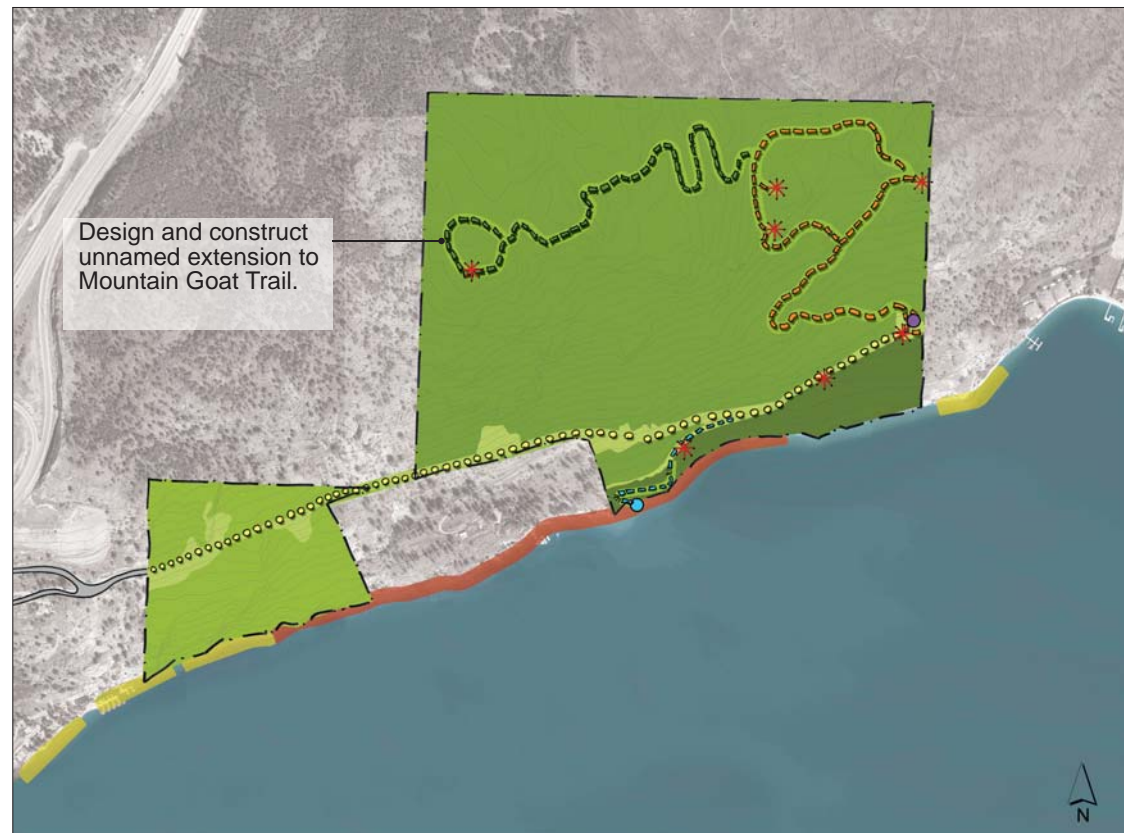 Design and construct
unnamed extension to
Mountain Goat Trail.
N